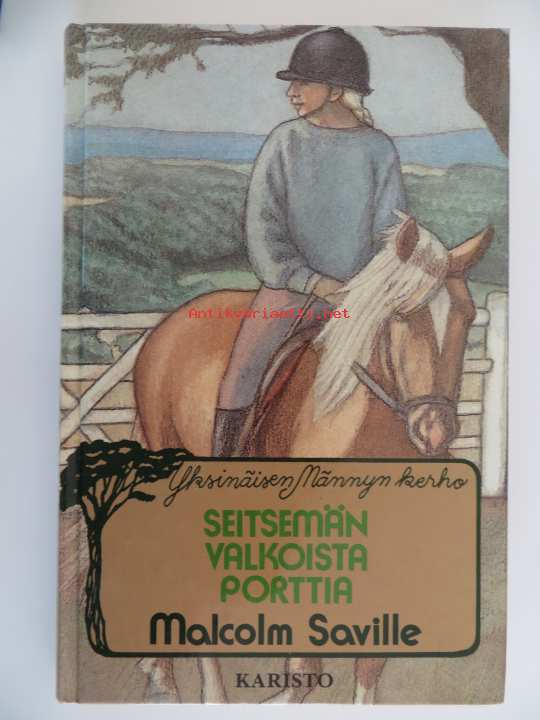 Antikvariaatti.net
Yksinäisen Männyn kerho
SEITSEMÄN
VALKOISTA
PORTTIA
Malcolm Saville
KARISTO